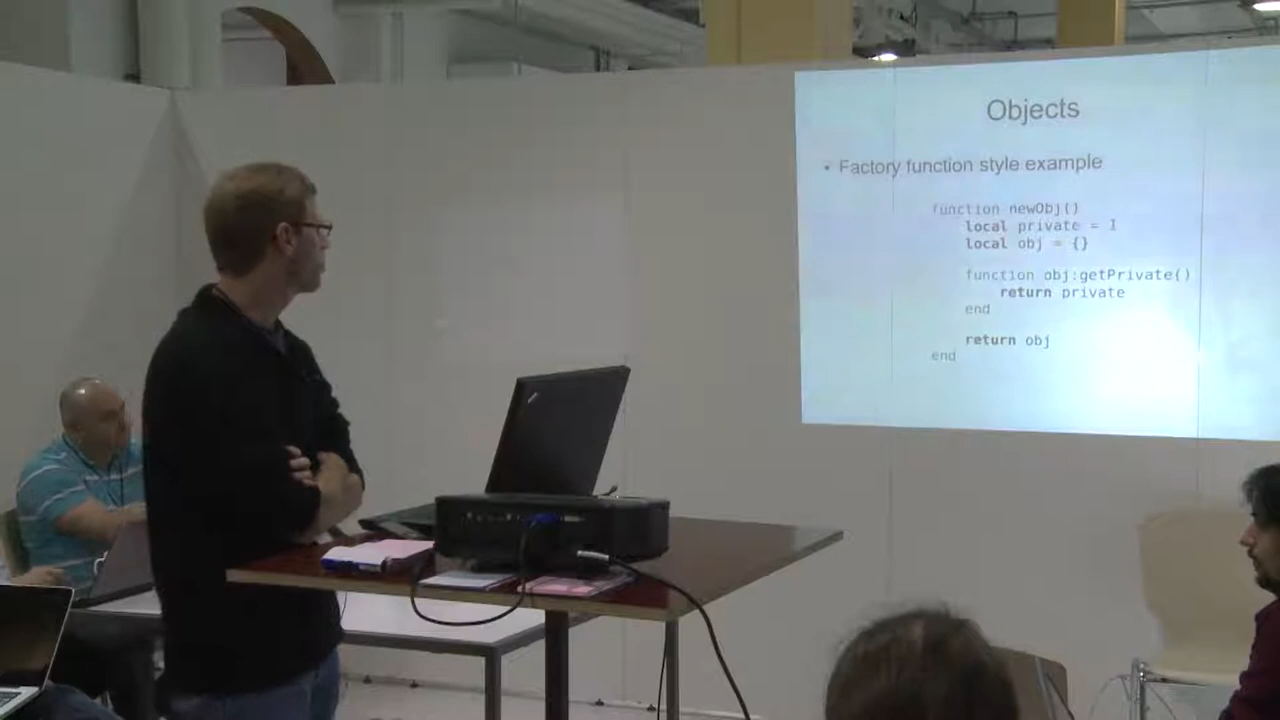 Objects
• Factory function style example
function newObj()
local private = 1
local obj = {}
function obj:getPrivate()
return private
end
return obj
end